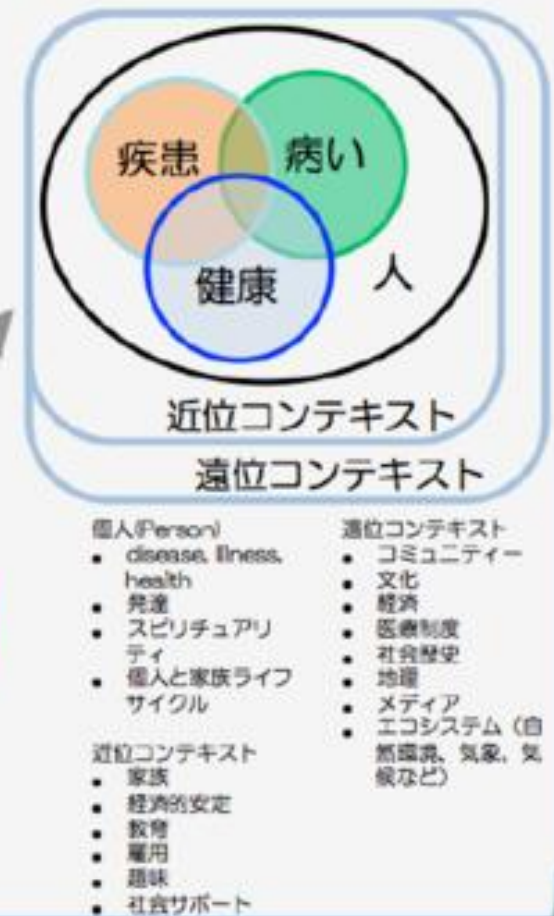 疾患
病い
健康
人
近位コンテキスト
遠位コンテキスト
個人(Person)
• disease, Illness,
health
• 発達
• スピリチュアリ
ティ
• 個人と家族ライフ
サイクル
近位コンテキスト
• 家族
• 経済的安定
• 教育
• 雇用
• 趣味
• 社会サポート
遠位コンテキスト
• コミュニティー
• 文化
• 経済
• 医療制度
• 社会歴史
• 地理
• メディア
• エコシステム（自
然環境、気象、気
候など）